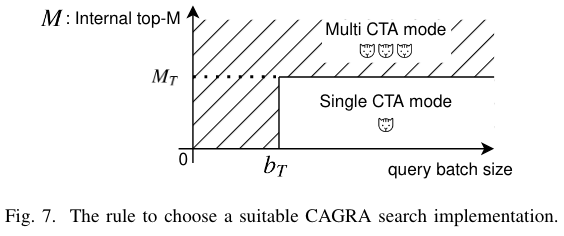 M : Internal top-M
Multi CTA mode
M_T
Single CTA mode
0
b_T
query batch size
Fig. 7. The rule to choose a suitable CAGRA search implementation.